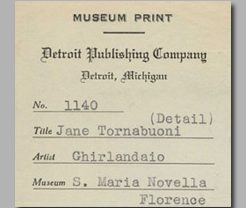 MUSEUM PRINT
Detroit Publishing Company
Detroit, Michigan
No. 1140
(Detail)
Title Jane Tornabuoni
Artist Ghirlandaio
Museum S. Maria Novella
Florence